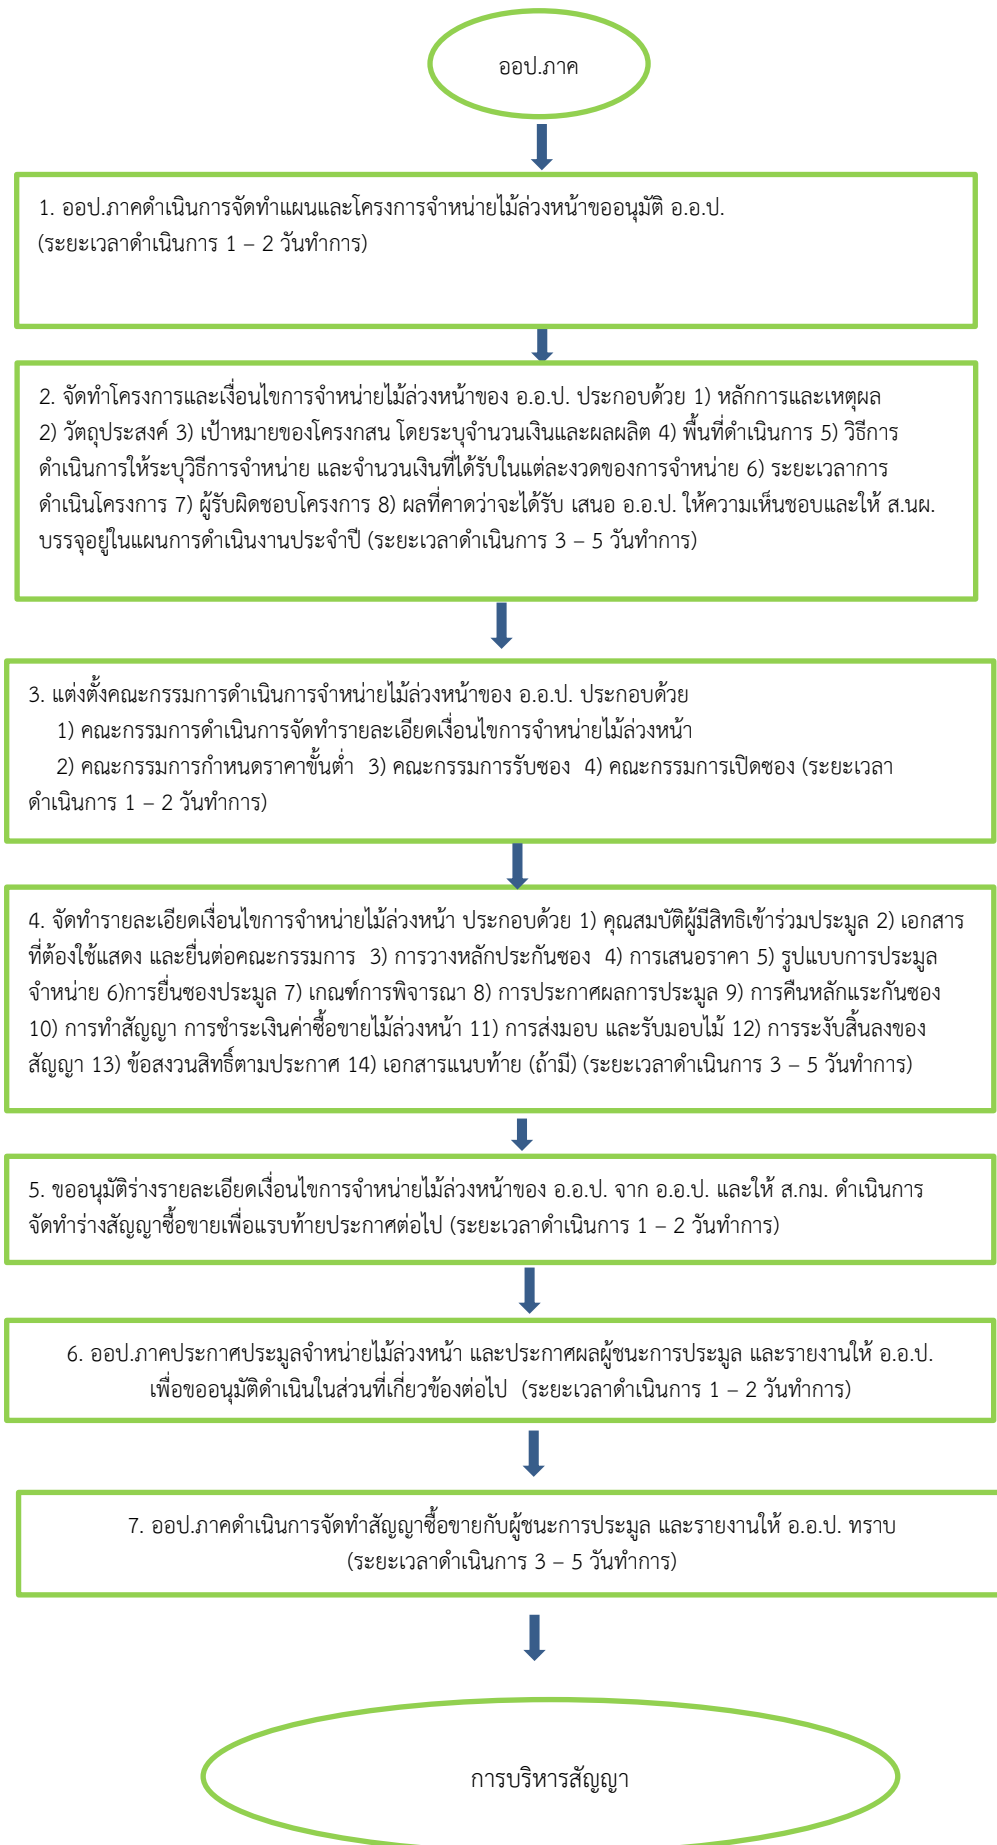 ออป.ภาค
1. ออป.ภาคดำเนินการจัดทำแผนและโครงการจำหน่ายไม้ล่วงหน้าขออนุมัติ อ.อ.ป.
(ระยะเวลาดำเนินการ 1 – 2 วันทำการ)
2. จัดทำโครงการและเงื่อนไขการจำหน่ายไม้ล่วงหน้าของ อ.อ.ป. ประกอบด้วย 1) หลักการและเหตุผล
2) วัตถุประสงค์ 3) เป้าหมายของโครงกสน โดยระบุจำนวนเงินและผลผลิต 4) พื้นที่ดำเนินการ 5) วิธีการ
ดำเนินการให้ระบุวิธีการจำหน่าย และจำนวนเงินที่ได้รับในแต่ละงวดของการจำหน่าย 6) ระยะเวลาการ
ดำเนินโครงการ 7) ผู้รับผิดชอบโครงการ 8) ผลที่คาดว่าจะได้รับ เสนอ อ.อ.ป. ให้ความเห็นชอบและให้ ส.นผ.
บรรจุอยู่ในแผนการดำเนินงานประจำปี (ระยะเวลาดำเนินการ 3 – 5 วันทำการ)
3. แต่งตั้งคณะกรรมการดำเนินการจำหน่ายไม้ล่วงหน้าของ อ.อ.ป. ประกอบด้วย
1) คณะกรรมการดำเนินการจัดทำรายละเอียดเงื่อนไขการจำหน่ายไม้ล่วงหน้า
2) คณะกรรมการกำหนดราคาขั้นต่ำ 3) คณะกรรมการรับซอง 4) คณะกรรมการเปิดซอง (ระยะเวลา
ดำเนินการ 1 – 2 วันทำการ)
4. จัดทำรายละเอียดเงื่อนไขการจำหน่ายไม้ล่วงหน้า ประกอบด้วย 1) คุณสมบัติผู้มีสิทธิเข้าร่วมประมูล 2) เอกสาร
ที่ต้องใช้แสดง และยื่นต่อคณะกรรมการ 3) การวางหลักประกันซอง 4) การเสนอราคา 5) รูปแบบการประมูล
จำหน่าย 6)การยื่นซองประมูล 7) เกณฑ์การพิจารณา 8) การประกาศผลการประมูล 9) การคืนหลักแระกันซอง
10) การทำสัญญา การชำระเงินค่าซื้อขายไม้ล่วงหน้า 11) การส่งมอบ และรับมอบไม้ 12) การระงับสิ้นลงของ
สัญญา 13) ข้อสงวนสิทธิ์ตามประกาศ 14) เอกสารแนบท้าย (ถ้ามี) (ระยะเวลาดำเนินการ 3 – 5 วันทำการ)
5. ขออนุมัติร่างรายละเอียดเงื่อนไขการจำหน่ายไม้ล่วงหน้าของ อ.อ.ป. จาก อ.อ.ป. และให้ ส.กม. ดำเนินการ
จัดทำร่างสัญญาซื้อขายเพื่อแรบท้ายประกาศต่อไป (ระยะเวลาดำเนินการ 1 – 2 วันทำการ)
6. ออป.ภาคประกาศประมูลจำหน่ายไม้ล่วงหน้า และประกาศผลผู้ชนะการประมูล และรายงานให้ อ.อ.ป.
เพื่อขออนุมัติดำเนินในส่วนที่เกี่ยวข้องต่อไป (ระยะเวลาดำเนินการ 1 – 2 วันทำการ)
7. ออป.ภาคดำเนินการจัดทำสัญญาซื้อขายกับผู้ชนะการประมูล และรายงานให้ อ.อ.ป. ทราบ
(ระยะเวลาดำเนินการ 3 – 5 วันทำการ)
การบริหารสัญญา